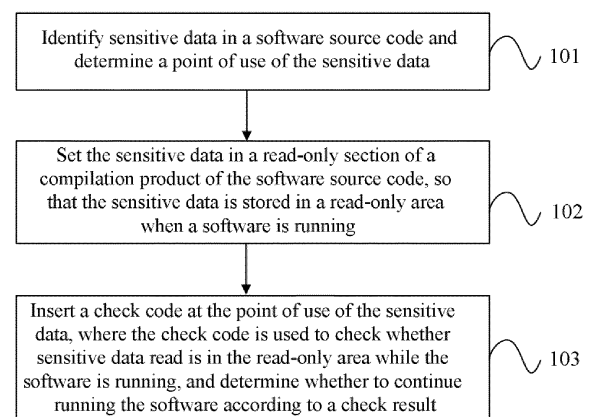 Identify sensitive data in a software source code and
determine a point of use of the sensitive data
101
Set the sensitive data in a read-only section of a
compilation product of the software source code, so
that the sensitive data is stored in a read-only area
when a software is running
102
Insert a check code at the point of use of the sensitive
data, where the check code is used to check whether
sensitive data read is in the read-only area while the
software is running, and determine whether to continue
running the software according to a check result
103